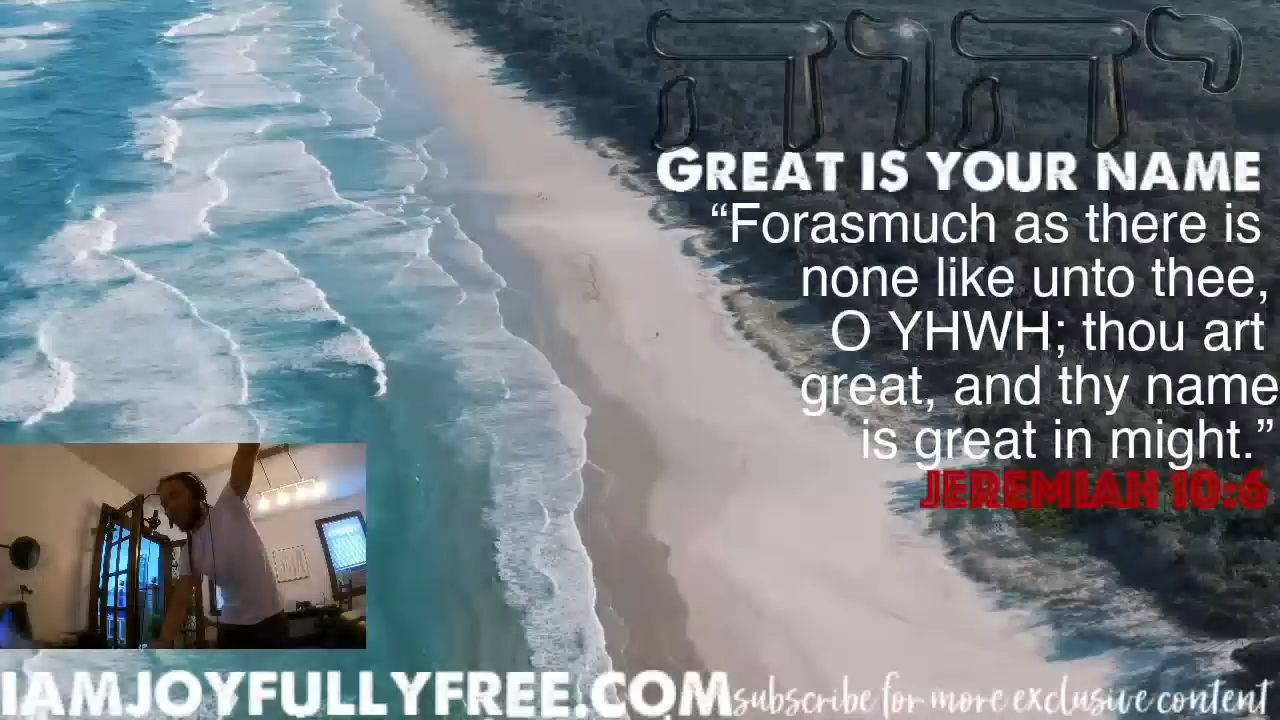 יהוה
GREAT IS YOUR NAME
“Forasmuch as there is
none like unto thee,
O YHWH; thou art
great, and thy name
is great in might.”
JEREMIAH 10:6
IAMJOYFULLYFREE.COM subscribe for more exclusive content